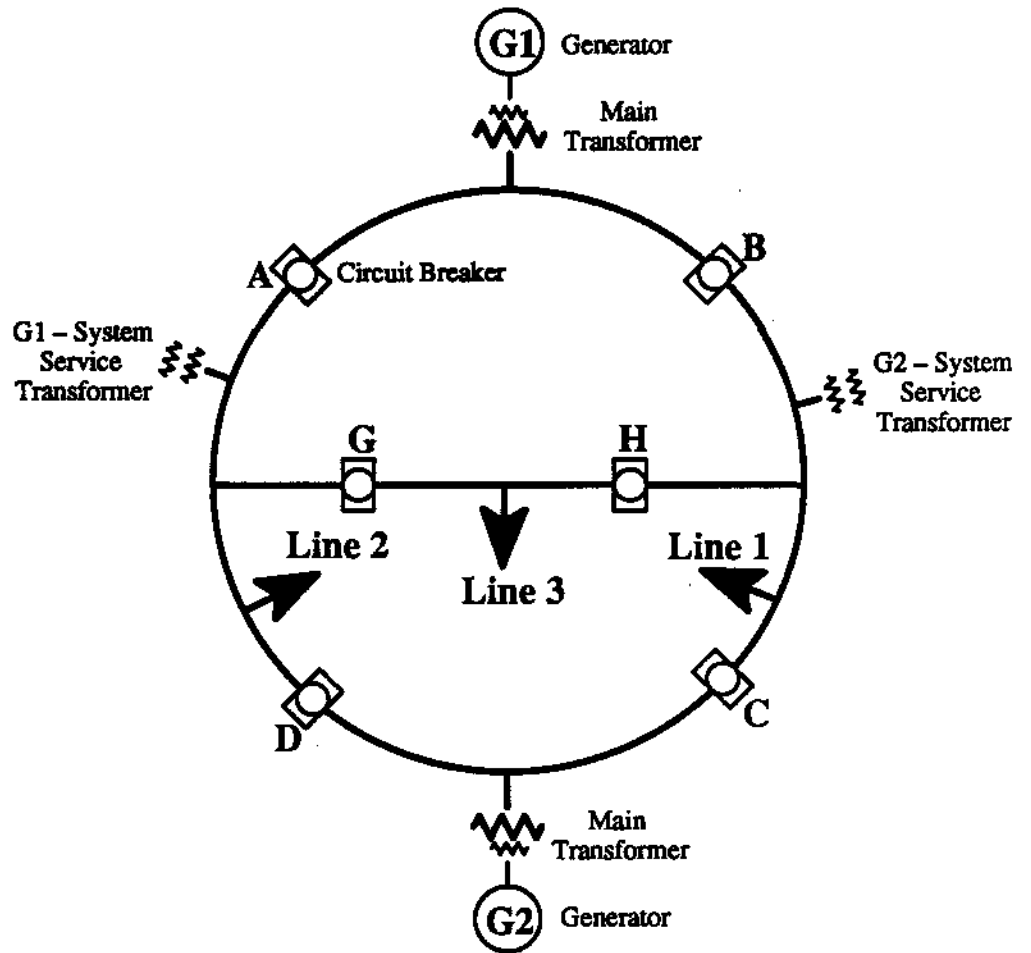 G1 Generator
Main
Transformer
A Circuit Breaker
B
G1 – System
Service
Transformer
G2 – System
Service
Transformer
G
H
Line 2
Line 1
Line 3
D
C
Main
Transformer
G2 Generator